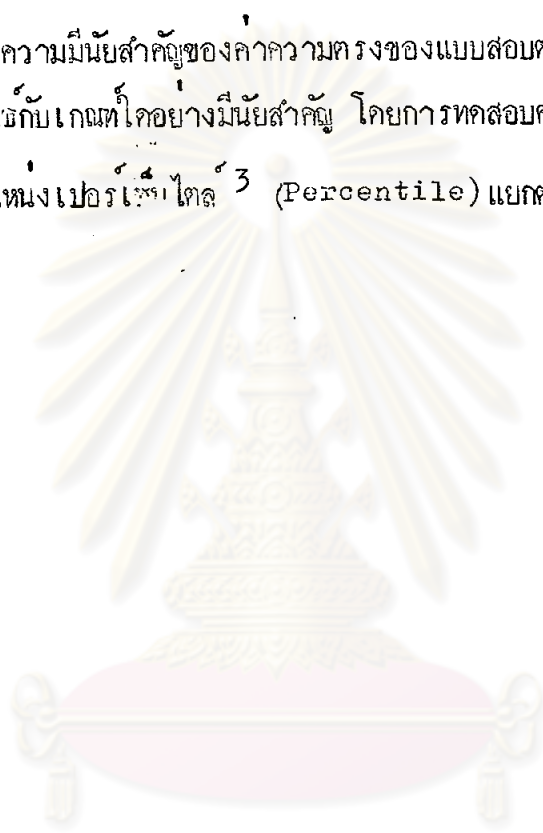 ความมีนัยสำคัญของค่าความตรงของแบบสอบ
ธ์กับเกณฑ์ใดอย่างมีนัยสำคัญ โดยการทดสอบ
หน่งเปอร์เซ็นไตล์ 3 (Percentile) แยก